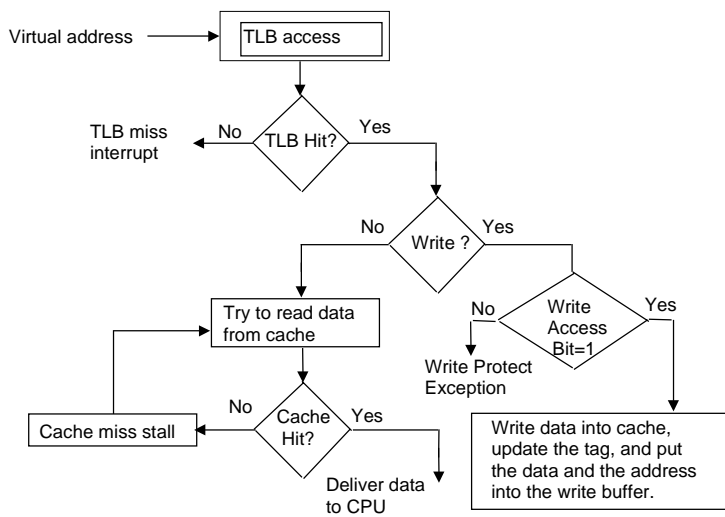 Virtual address
TLB access
TLB miss
interrupt
No
TLB Hit?
Yes
No
Write ?
Yes
Try to read data
from cache
No
Write
Access
Bit=1
Yes
Write Protect
Exception
Cache miss stall
No
Cache
Hit?
Yes
Deliver data
to CPU
Write data into cache,
update the tag, and put
the data and the address
into the write buffer.